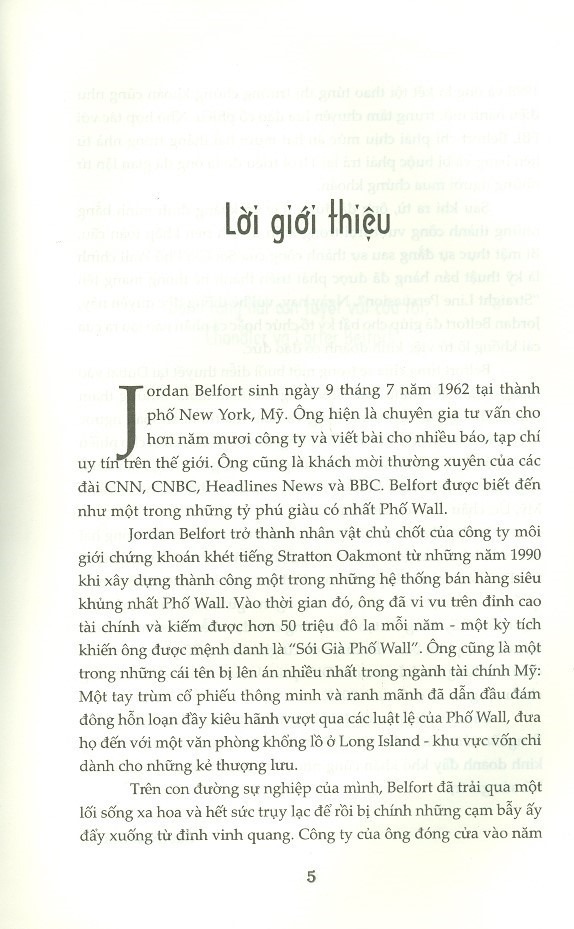 Lời giới thiệu
Jordan Belfort sinh ngày 9 tháng 7 năm 1962 tại thành
phố New York, Mỹ. Ông hiện là chuyên gia tư vấn cho
hơn năm mươi công ty và viết bài cho nhiều báo, tạp chí
uy tín trên thế giới. Ông cũng là khách mời thường xuyên của các
đài CNN, CNBC, Headlines News và BBC. Belfort được biết đến
như một trong những tỷ phú giàu có nhất Phố Wall.
Jordan Belfort trở thành nhân vật chủ chốt của công ty môi
giới chứng khoán khét tiếng Stratton Oakmont từ những năm 1990
khi xây dựng thành công một trong những hệ thống bán hàng siêu
khủng nhất Phố Wall. Vào thời gian đó, ông đã vi vu trên đỉnh cao
tài chính và kiếm được hơn 50 triệu đô la mỗi năm - một kỳ tích
khiến ông được mệnh danh là “Sói Già Phố Wall”. Ông cũng là một
trong những cái tên bị lên án nhiều nhất trong ngành tài chính Mỹ:
Một tay trùm cổ phiếu thông minh và ranh mãnh đã dẫn đầu đám
đông hỗn loạn đầy kiêu hãnh vượt qua các luật lệ của Phố Wall, đưa
họ đến với một văn phòng khổng lồ ở Long Island - khu vực vốn chỉ
dành cho những kẻ thượng lưu.
Trên con đường sự nghiệp của mình, Belfort đã trải qua một
lối sống xa hoa và hết sức trụy lạc để rồi bị chính những cạm bẫy ấy
đẩy xuống từ đỉnh vinh quang. Công ty của ông đóng cửa vào năm
5